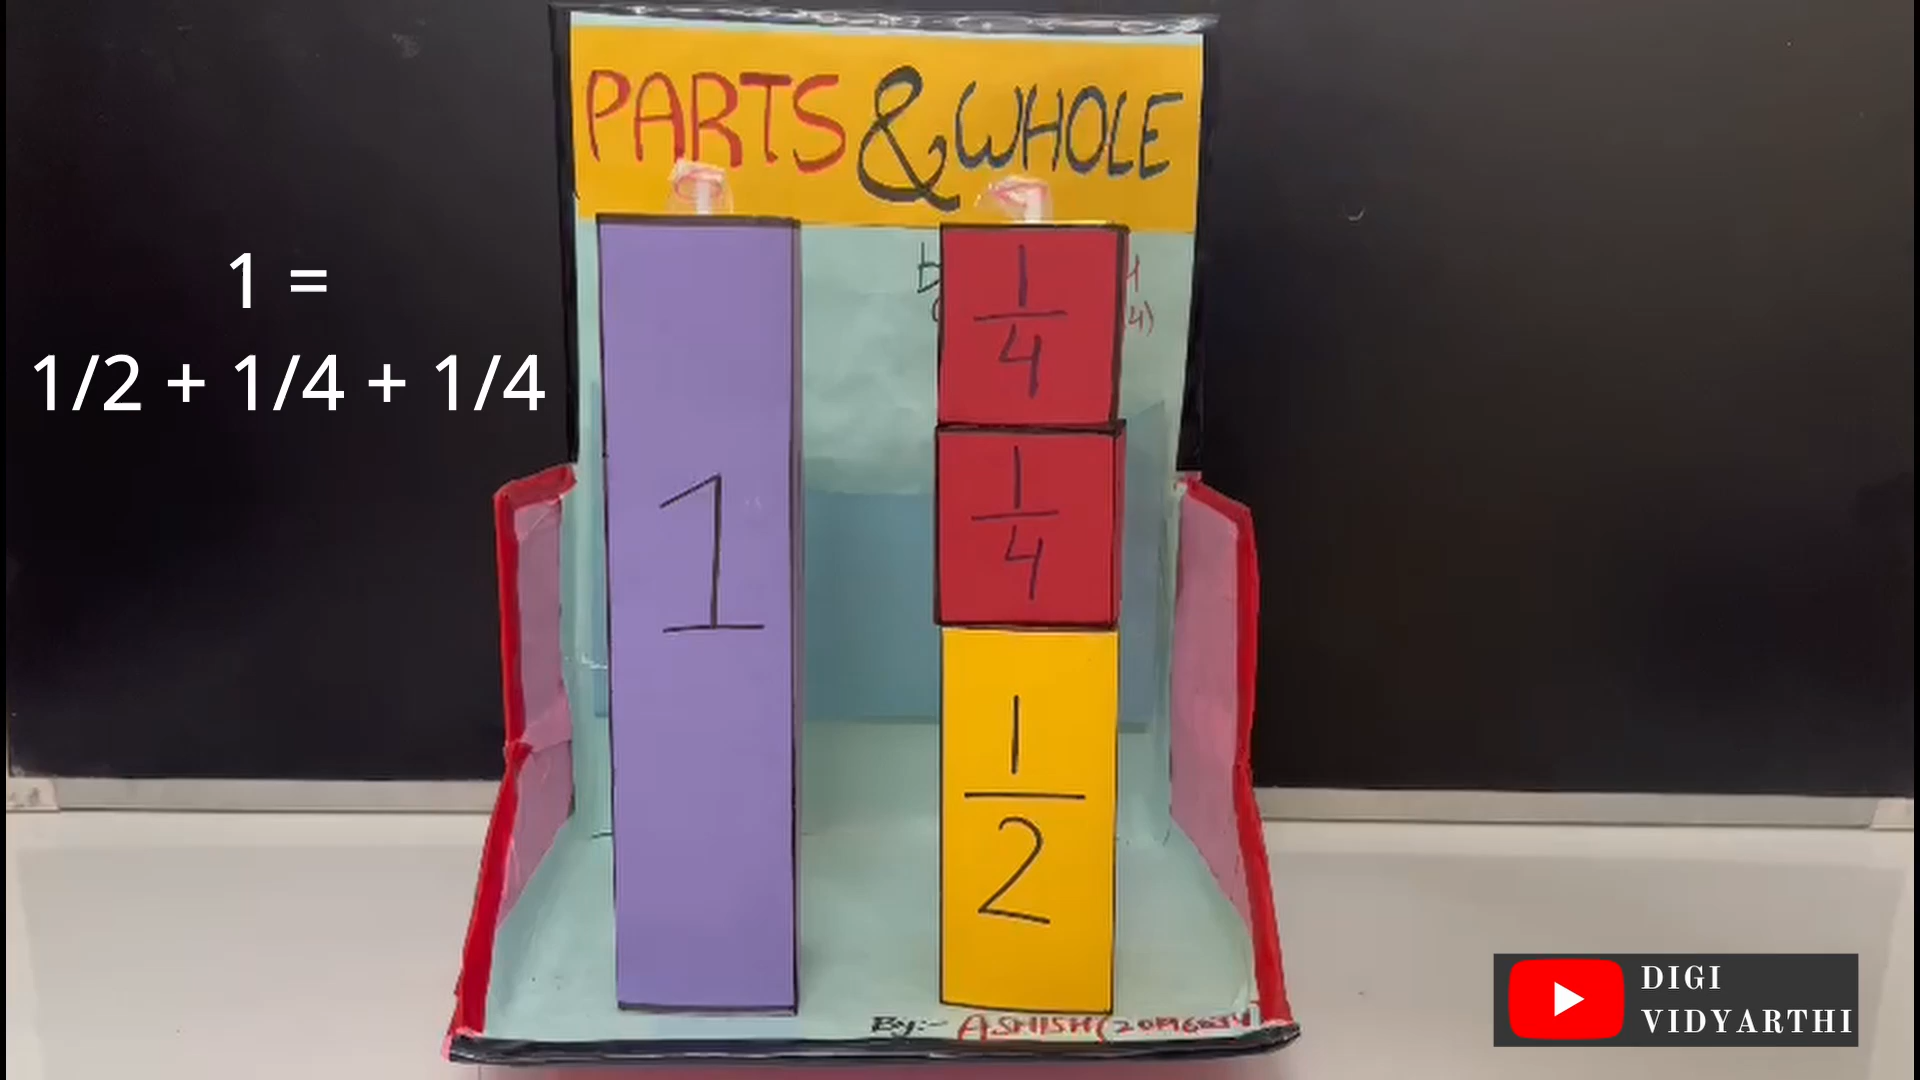 PARTS & WHOLE
1 =
1/2 + 1/4 + 1/4
1
1
4
1
4
1
2
By:- ASHISH
DIGI
VIDYARTHI